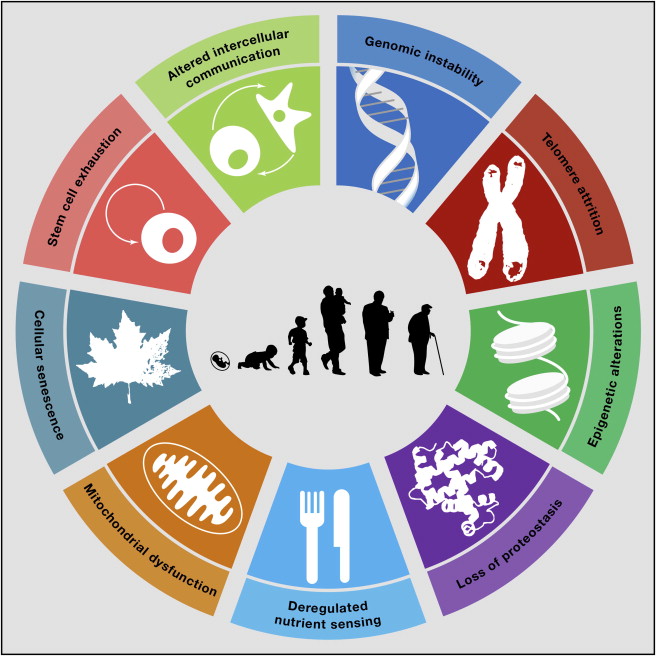 Genomic instability
Telomere attrition
Epigenetic alterations
Loss of proteostasis
Deregulated
nutrient sensing
Mitochondrial dysfunction
Cellular senescence
Stem cell exhaustion
Altered intercellular
communication